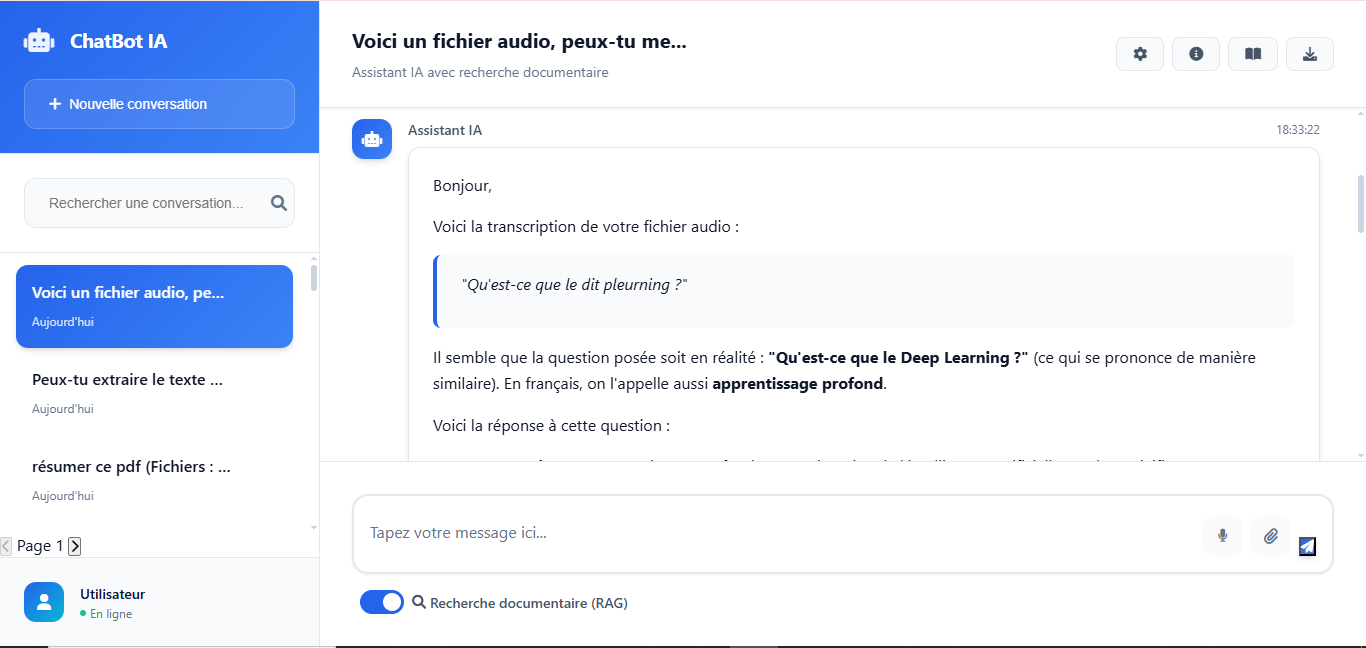 ChatBot IA
Nouvelle conversation
Rechercher une conversation...
Voici un fichier audio, pe...
Aujourd'hui
Peux-tu extraire le texte ...
Aujourd'hui
résumer ce pdf (Fichiers : ...
Aujourd'hui
Page 1
Utilisateur
En ligne
Voici un fichier audio, peux-tu me...
Assistant IA avec recherche documentaire
Assistant IA
18:33:22
Bonjour,
Voici la transcription de votre fichier audio :
"Qu'est-ce que le dit pleurning ?"
Il semble que la question posée soit en réalité : "Qu'est-ce que le Deep Learning ?" (ce qui se prononce de manière
similaire). En français, on l'appelle aussi apprentissage profond.
Voici la réponse à cette question :
Tapez votre message ici...
Recherche documentaire (RAG)